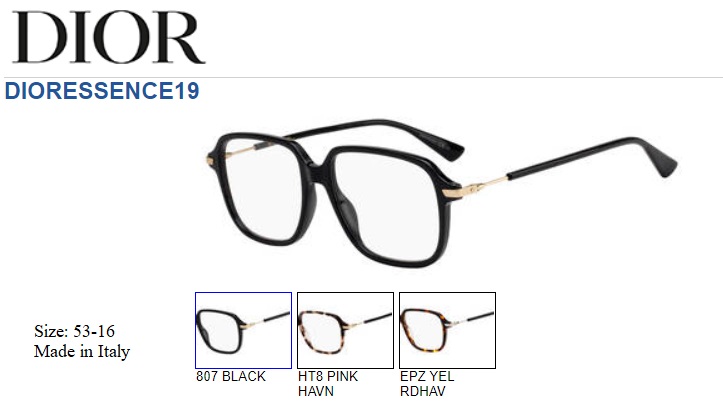 DIOR
DIORESSENCE19
Size: 53-16
Made in Italy
807 BLACK
HT8 PINK
HAVN
EPZ YEL
RDHAV